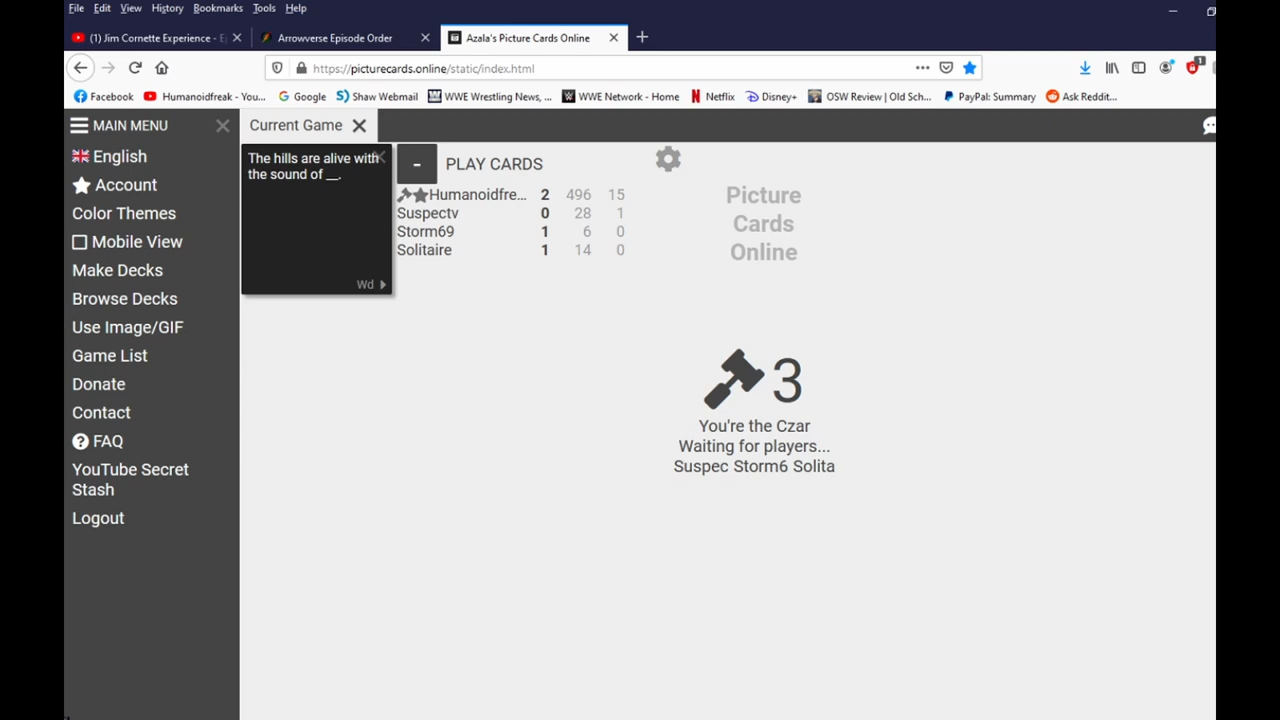 File Edit View History Bookmarks Tools Help
(1) Jim Cornette Experience - E
Arrowverse Episode Order
Azala's Picture Cards Online
https://picturecards.online/static/index.html
1
Facebook Humanoidfreak - You... Google Shaw Webmail WWE Wrestling News, ... WWE Network - Home Netflix Disney+ OSW Review | Old Sch... PayPal: Summary Ask Reddit...
MAIN MENU
English
Account
Color Themes
Mobile View
Make Decks
Browse Decks
Use Image/GIF
Game List
Donate
Contact
FAQ
YouTube Secret
Stash
Logout
Current Game
The hills are alive with
the sound of __.
Wd
- PLAY CARDS
Humanoidfre... 2 496 15
Suspectv 0 28 1
Storm69 1 6 0
Solitaire 1 14 0
Picture
Cards
Online
3
You're the Czar
Waiting for players...
Suspec Storm6 Solita